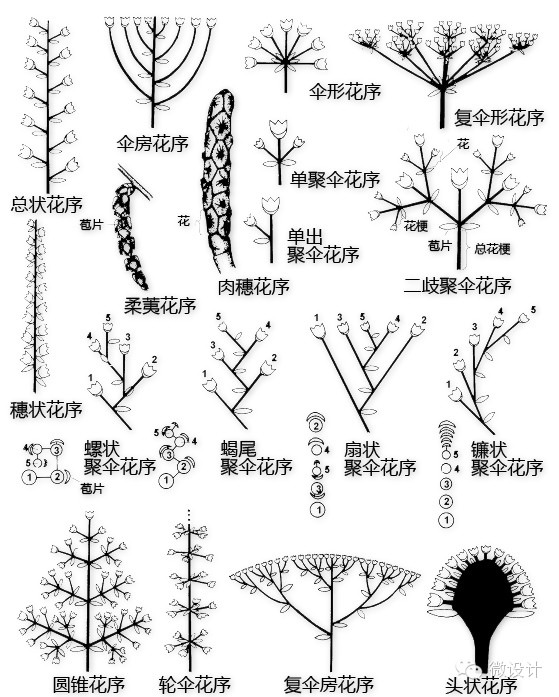 伞房花序
伞形花序
复伞形花序
总状花序
苞片
柔荑花序
花
肉穗花序
单聚伞花序
单出
聚伞花序
花
花梗
苞片
总花梗
二歧聚伞花序
穗状花序
5
4
3
2
1
螺状
聚伞花序
5
4
3
2
1
苞片
5
4
3
2
1
蝎尾
聚伞花序
5
4
3
2
1
1
3
5
4
2
扇状
聚伞花序
2
4
5
3
1
5
4
3
2
1
镰状
聚伞花序
5
4
3
2
1
圆锥花序
轮伞花序
复伞房花序
头状花序
微设计